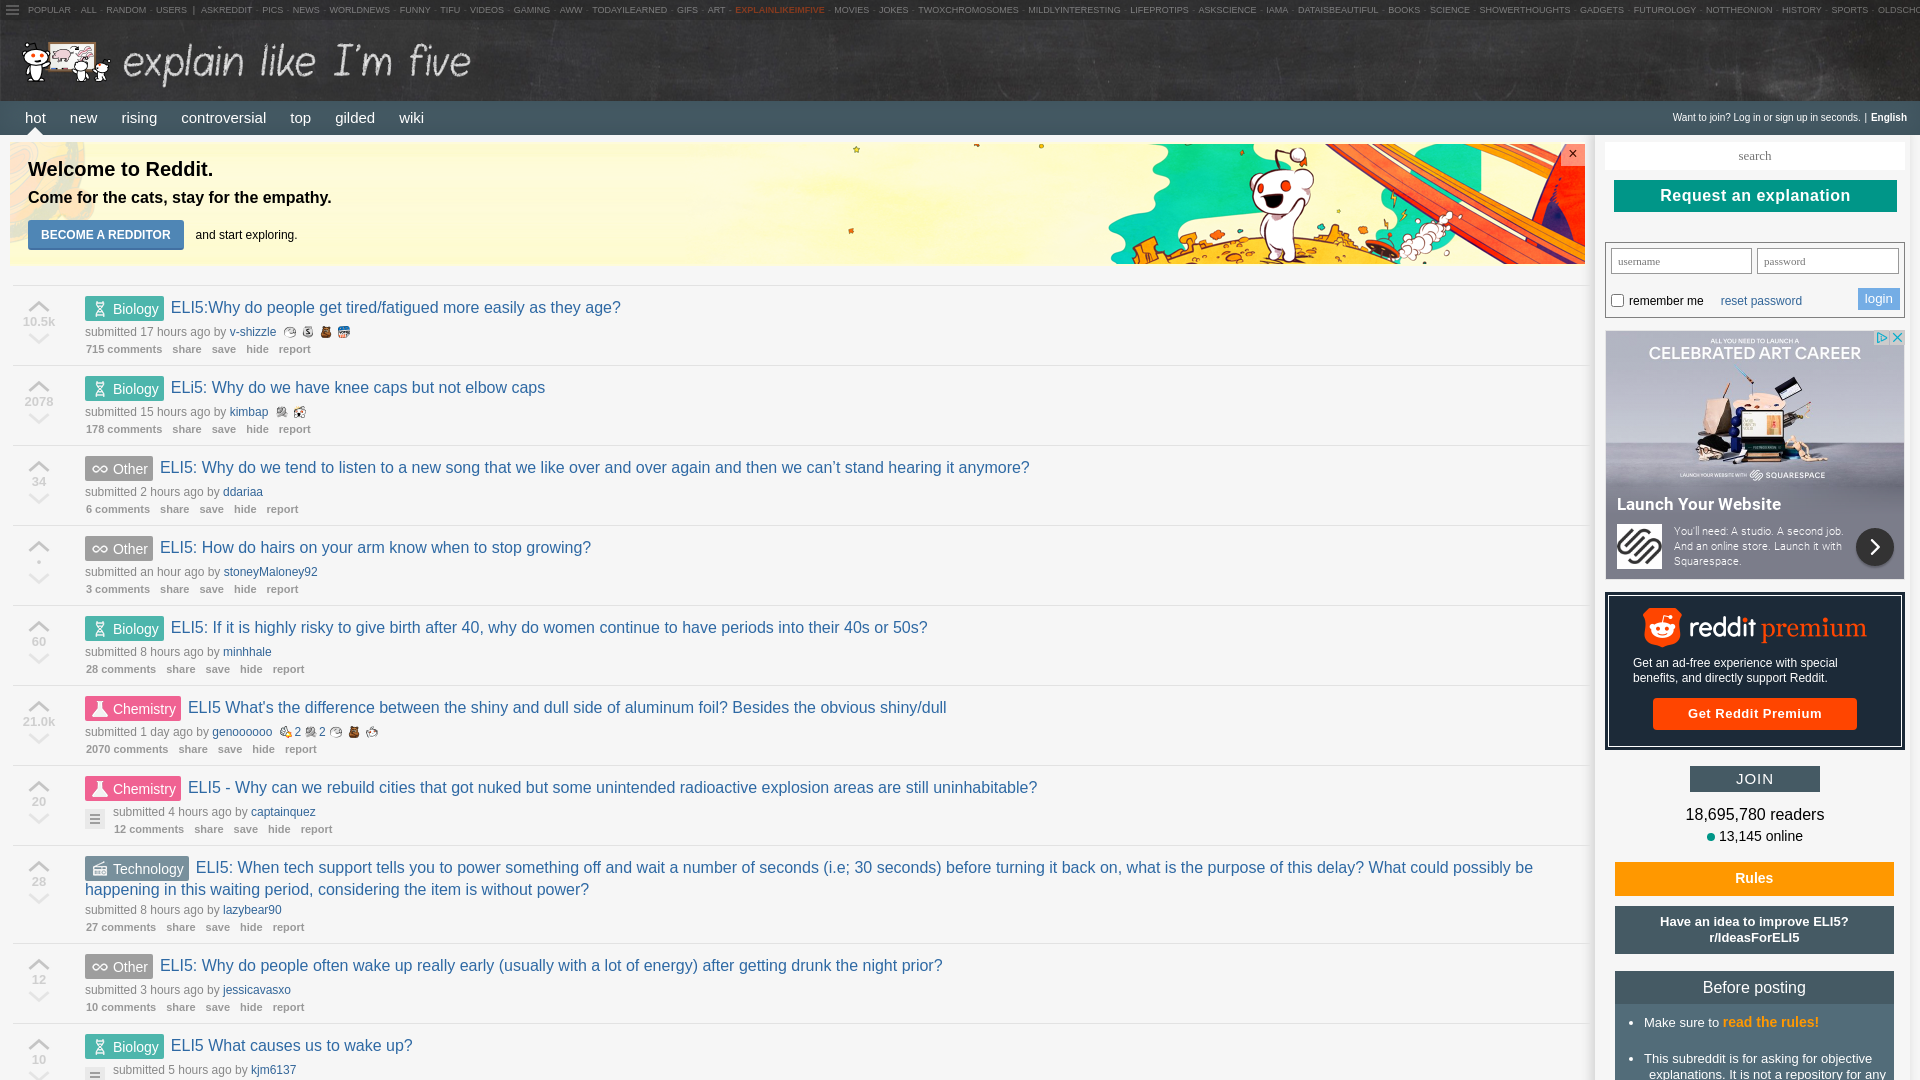 POPULAR - ALL - RANDOM - USERS | ASKREDDIT - PICS - NEWS - WORLDNEWS - FUNNY - TIFU - VIDEOS - GAMING - AWW - TODAYILEARNED - GIFS - ART - EXPLAINLIKEIMFIVE - MOVIES - JOKES - TWOXCHROMOSOMES - MILDLYINTERESTING - LIFEPROTIPS - ASKSCIENCE - IAMA - DATAISBEAUTIFUL - BOOKS - SCIENCE - SHOWERTHOUGHTS - GADGETS - FUTUROLOGY - NOTTHEONION - HISTORY - SPORTS - OLDSCHO
explain like I'm five
hot new rising controversial top gilded wiki
Want to join? Log in or sign up in seconds. | English
Welcome to Reddit.
Come for the cats, stay for the empathy.
BECOME A REDDITOR and start exploring.
×
10.5k
Biology ELI5:Why do people get tired/fatigued more easily as they age?
submitted 17 hours ago by v-shizzle
715 comments share save hide report
2078
Biology ELi5: Why do we have knee caps but not elbow caps
submitted 15 hours ago by kimbap
178 comments share save hide report
34
Other ELI5: Why do we tend to listen to a new song that we like over and over again and then we can’t stand hearing it anymore?
submitted 2 hours ago by ddariaa
6 comments share save hide report
•
Other ELI5: How do hairs on your arm know when to stop growing?
submitted an hour ago by stoneyMaloney92
3 comments share save hide report
60
Biology ELI5: If it is highly risky to give birth after 40, why do women continue to have periods into their 40s or 50s?
submitted 8 hours ago by minhhale
28 comments share save hide report
21.0k
Chemistry ELI5 What's the difference between the shiny and dull side of aluminum foil? Besides the obvious shiny/dull
submitted 1 day ago by genoooooo 2 2
2070 comments share save hide report
20
Chemistry ELI5 - Why can we rebuild cities that got nuked but some unintended radioactive explosion areas are still uninhabitable?
submitted 4 hours ago by captainquez
12 comments share save hide report
28
Technology ELI5: When tech support tells you to power something off and wait a number of seconds (i.e; 30 seconds) before turning it back on, what is the purpose of this delay? What could possibly be
happening in this waiting period, considering the item is without power?
submitted 8 hours ago by lazybear90
27 comments share save hide report
12
Other ELI5: Why do people often wake up really early (usually with a lot of energy) after getting drunk the night prior?
submitted 3 hours ago by jessicavasxo
10 comments share save hide report
10
Biology ELI5 What causes us to wake up?
submitted 5 hours ago by kjm6137
search
Request an explanation
username password
remember me reset password login
ALL YOU NEED TO LAUNCH A
CELEBRATED ART CAREER
LAUNCH YOUR WEBSITE WITH SQUARESPACE
Launch Your Website
You'll need: A studio. A second job.
And an online store. Launch it with
Squarespace.
reddit premium
Get an ad-free experience with special
benefits, and directly support Reddit.
Get Reddit Premium
JOIN
18,695,780 readers
13,145 online
Rules
Have an idea to improve ELI5?
r/IdeasForELI5
Before posting
• Make sure to read the rules!
• This subreddit is for asking for objective
explanations. It is not a repository for any